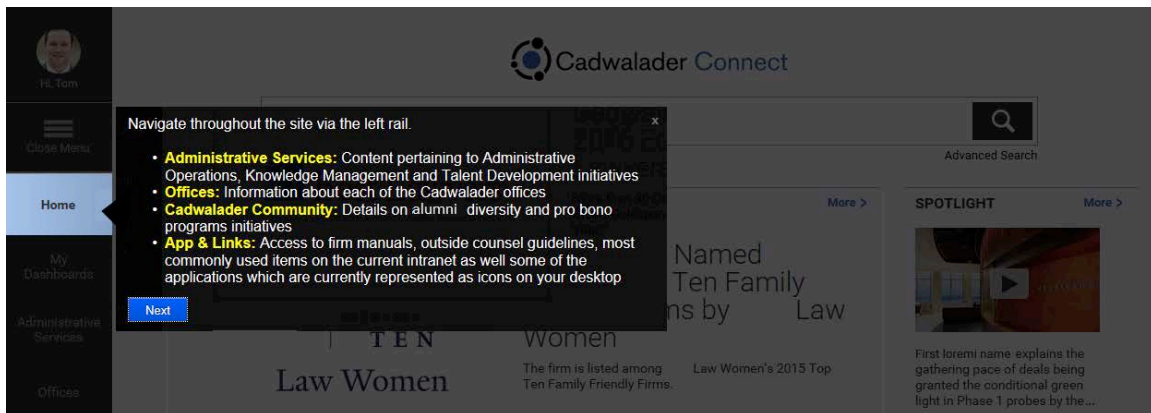 Hi, Tom
Close Menu
Home
My
Dashboards
Administrative
Services
Offices
Cadwalader Connect
Advanced Search
Navigate throughout the site via the left rail.
x
• Administrative Services: Content pertaining to Administrative
Operations, Knowledge Management and Talent Development initiatives
• Offices: Information about each of the Cadwalader offices
• Cadwalader Community: Details on alumni diversity and pro bono
programs initiatives
• App & Links: Access to firm manuals, outside counsel guidelines, most
commonly used items on the current intranet as well some of the
applications which are currently represented as icons on your desktop
Next
More >
Named
Ten Family
ms by Law
Women
The firm is listed among Law Women's 2015 Top
Ten Family Friendly Firms.
TEN
Law Women
SPOTLIGHT More >
First loremi name explains the
gathering pace of deals being
granted the conditional green
light in Phase 1 probes by the...